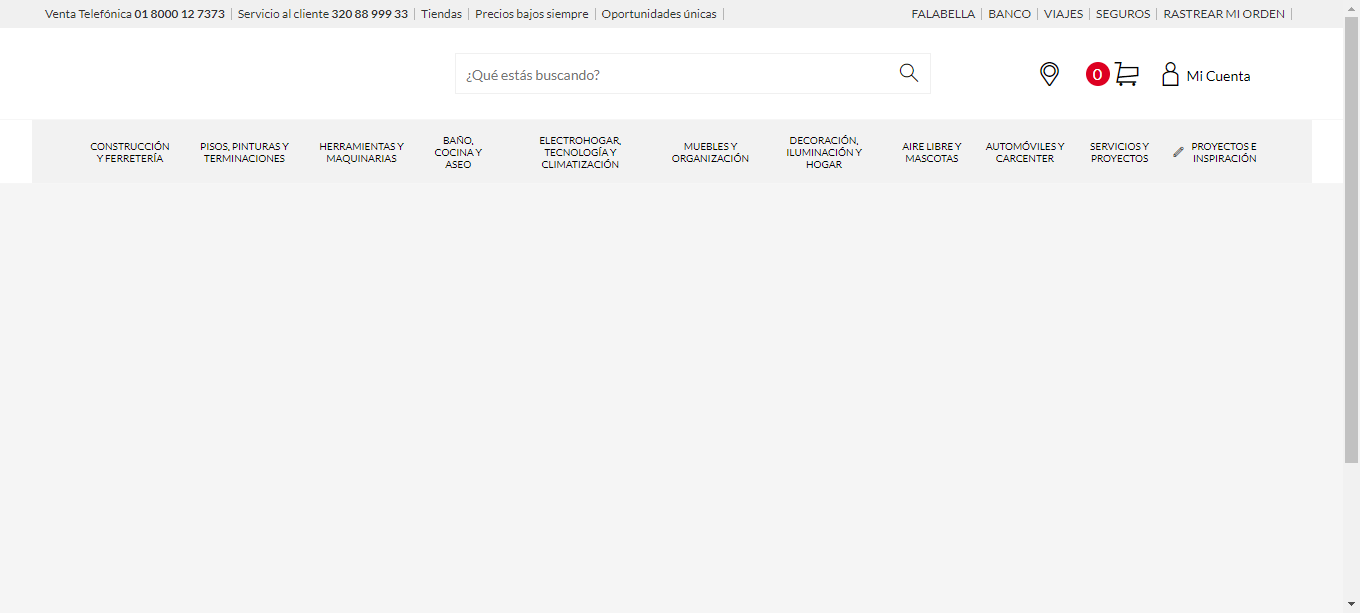 Venta Telefónica 01 8000 12 7373 Servicio al cliente 320 88 999 33 Tiendas Precios bajos siempre Oportunidades únicas FALABELLA BANCO VIAJES SEGUROS RASTREAR MI ORDEN
¿Qué estás buscando?
0
Mi Cuenta
CONSTRUCCIÓN
Y FERRETERÍA
PISOS, PINTURAS Y
TERMINACIONES
HERRAMIENTAS Y
MAQUINARIAS
BAÑO,
COCINA Y
ASEO
ELECTROHOGAR,
TECNOLOGÍA Y
CLIMATIZACIÓN
MUEBLES Y
ORGANIZACIÓN
DECORACIÓN,
ILUMINACIÓN Y
HOGAR
AIRE LIBRE Y
MASCOTAS
AUTOMÓVILES Y
CARCENTER
SERVICIOS Y
PROYECTOS
PROYECTOS E
INSPIRACIÓN